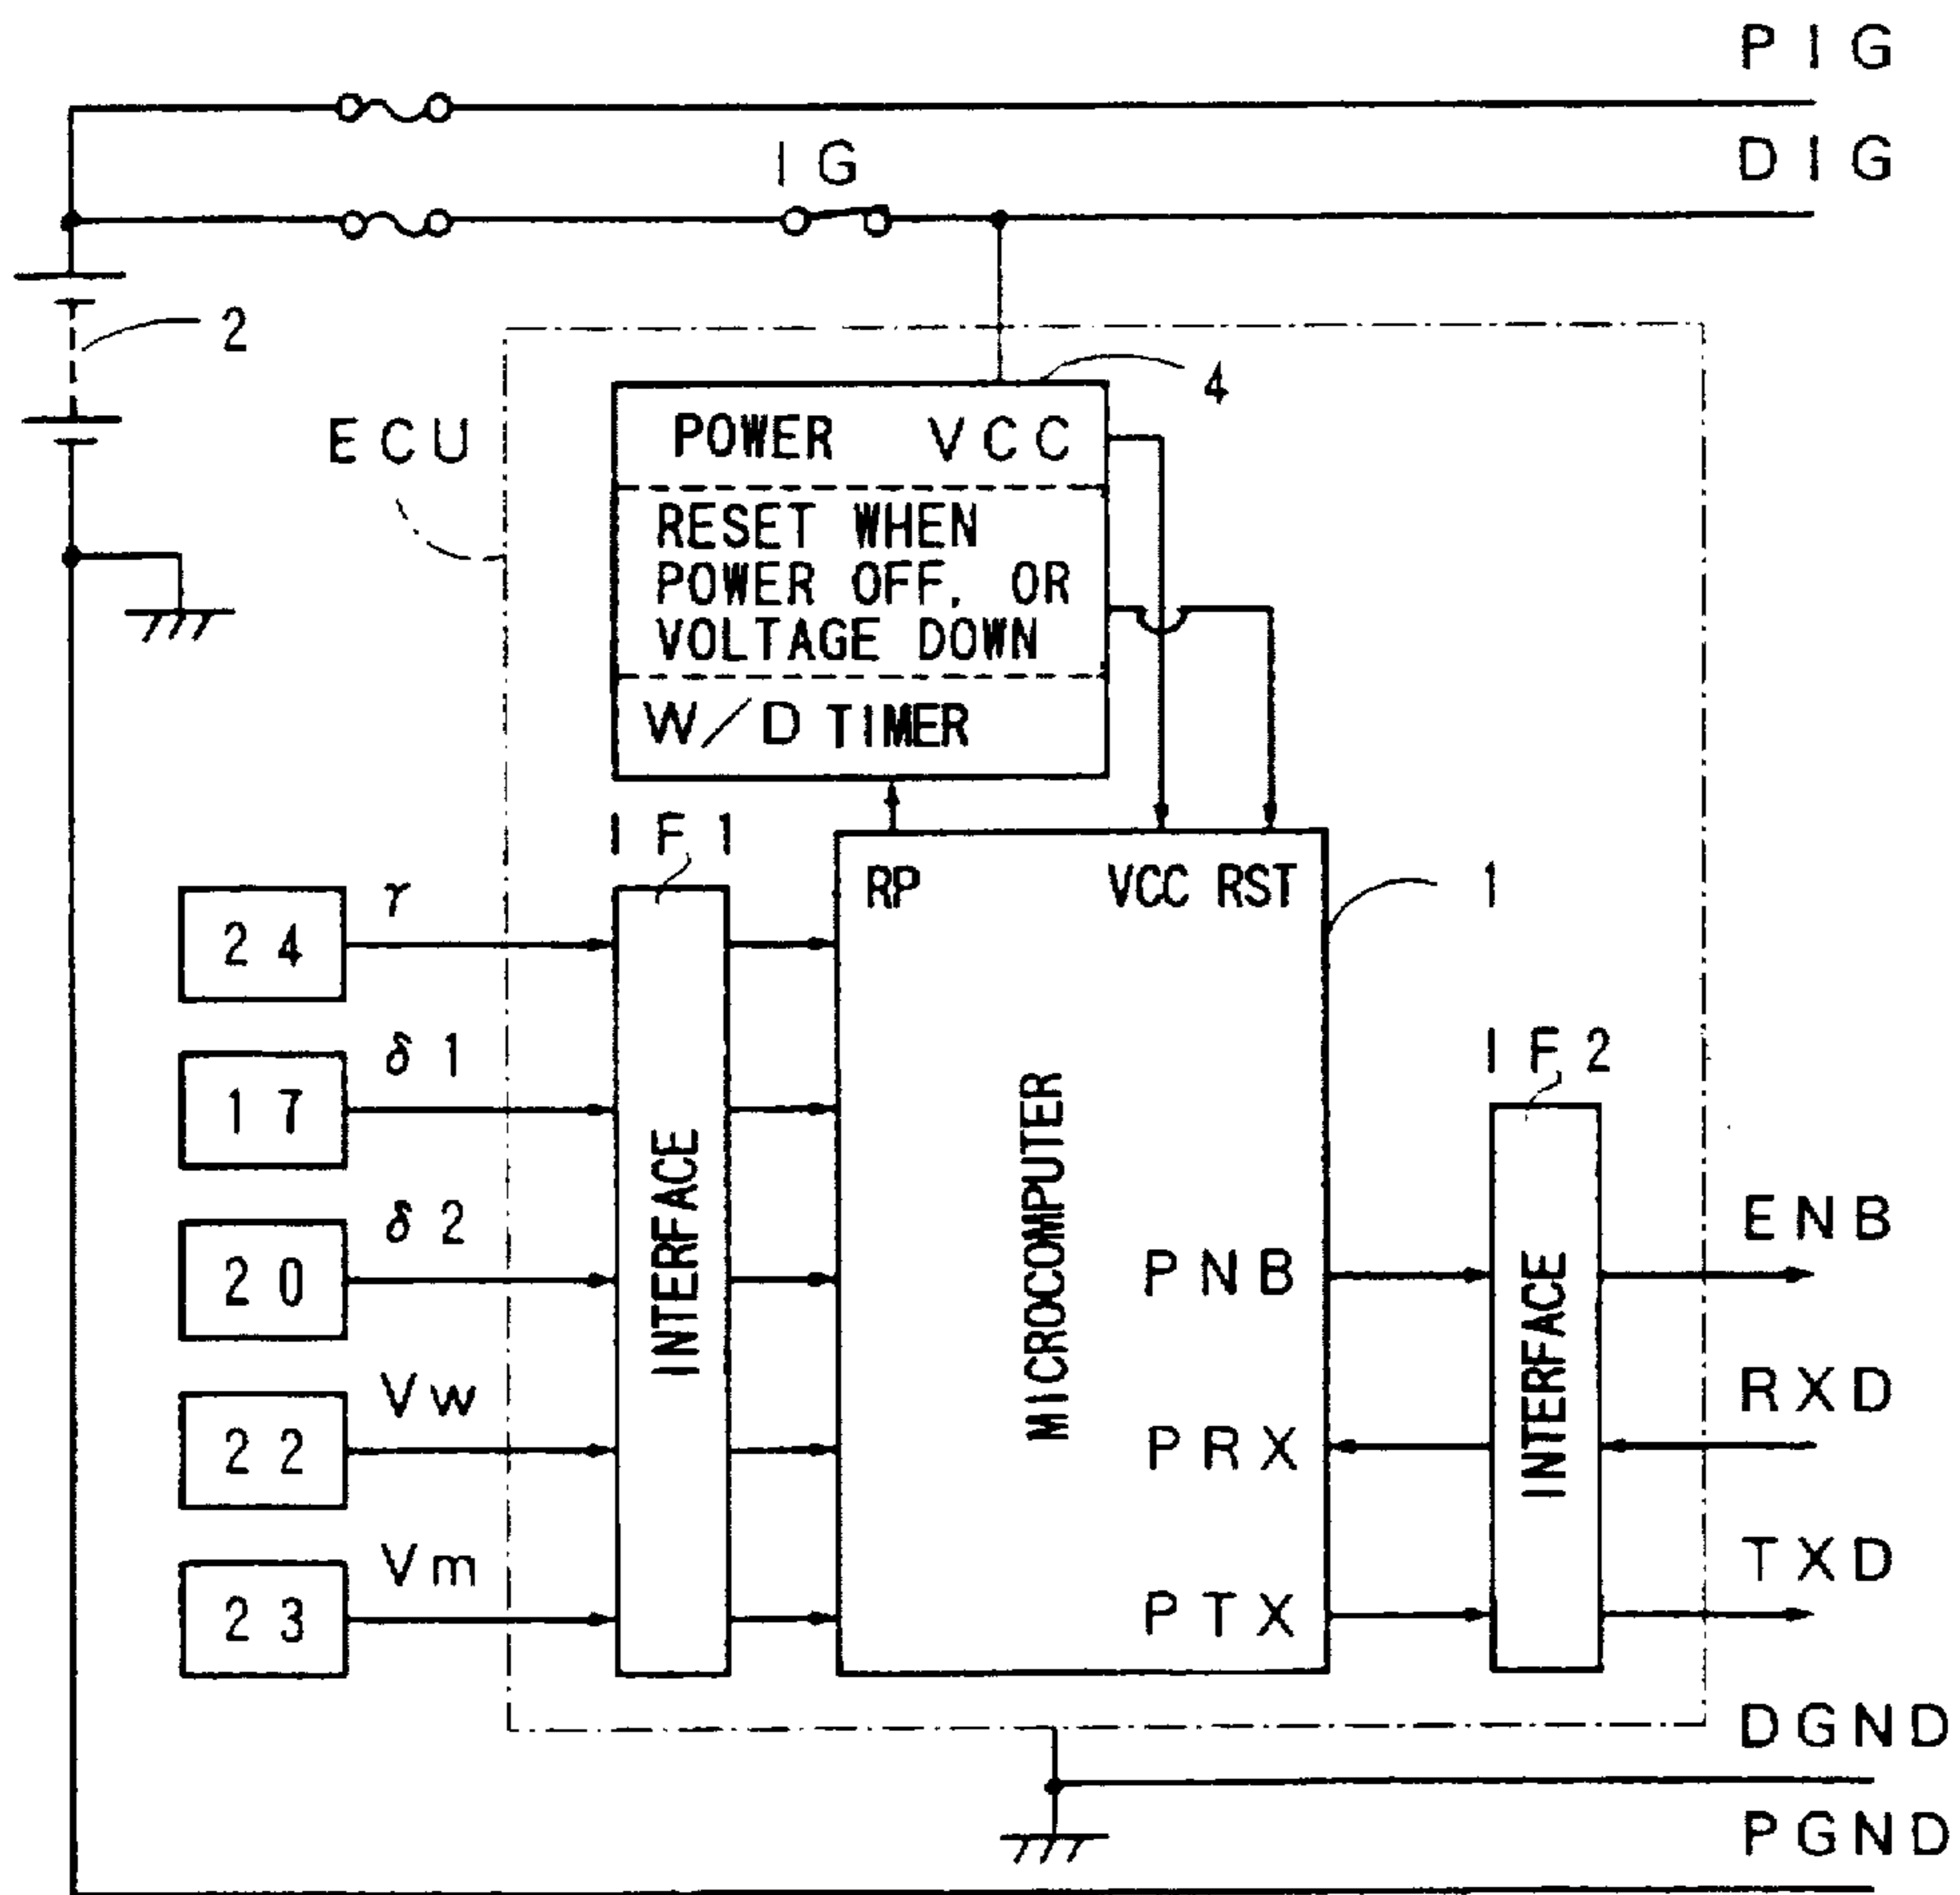 PIG
DIG
IG
2
4
ECU
POWER VCC
RESET WHEN
POWER OFF, OR
VOLTAGE DOWN
W/D TIMER
IF1
RP VCC RST
1
24
γ
17
δ1
20
δ2
22
Vw
23
Vm
INTERFACE
MICROCOMPUTER
IF2
INTERFACE
PNB
ENB
PRX
RXD
PTX
TXD
DGND
PGND